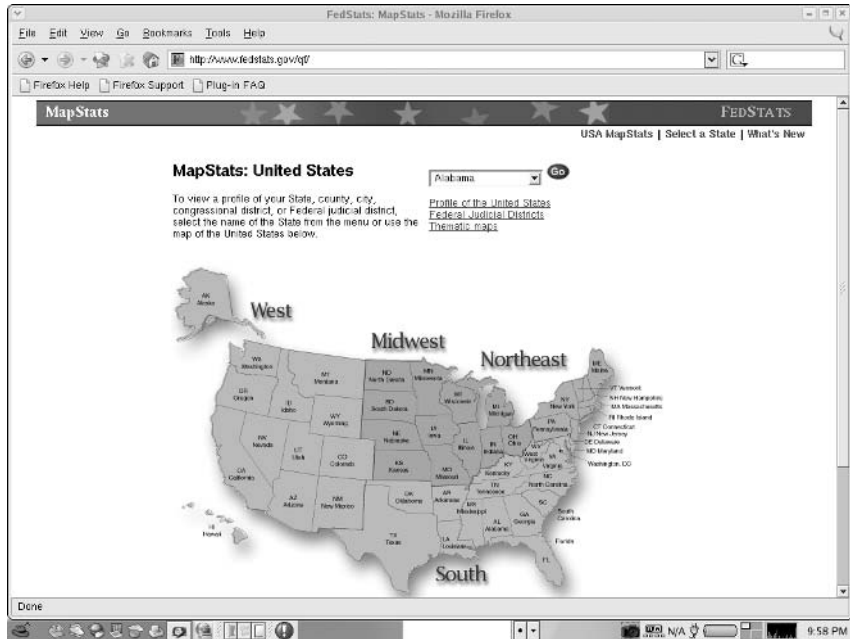 FedStats: MapStats - Mozilla Firefox
File Edit View Go Bookmarks Tools Help
http://www.fedstats.gov/qf/
Firefox Help Firefox Support Plug-in FAQ
MapStats FEDSTATS
USA MapStats | Select a State | What's New
MapStats: United States
Alabama Go
To view a profile of your State, county, city,
congressional district, or Federal judicial district,
select the name of the State from the menu or use the
map of the United States below.
Profile of the United States
Federal Judicial Districts
Thematic maps
AK
Alaska
West
Midwest
Northeast
South
WA
Washington
OR
Oregon
ID
Idaho
MT
Montana
WY
Wyoming
NV
Nevada
UT
Utah
CO
Colorado
CA
California
AZ
Arizona
NM
New Mexico
HI
Hawaii
ND
North Dakota
SD
South Dakota
NE
Nebraska
KS
Kansas
MN
Minnesota
IA
Iowa
MO
Missouri
WI
Wisconsin
IL
Illinois
MI
Michigan
IN
Indiana
OH
Ohio
ME
Maine
NY
New York
PA
Pennsylvania
VT Vermont
NH New Hampshire
MA Massachusetts
RI Rhode Island
CT Connecticut
NJ New Jersey
DE Delaware
MD Maryland
Washington, DC
WV
West
Virginia
VA
Virginia
KY
Kentucky
TN
Tennessee
NC
North Carolina
SC
South
Carolina
GA
Georgia
AL
Alabama
MS
Mississippi
AR
Arkansas
LA
Louisiana
OK
Oklahoma
TX
Texas
FL
Florida
Done
N/A 9:58 PM